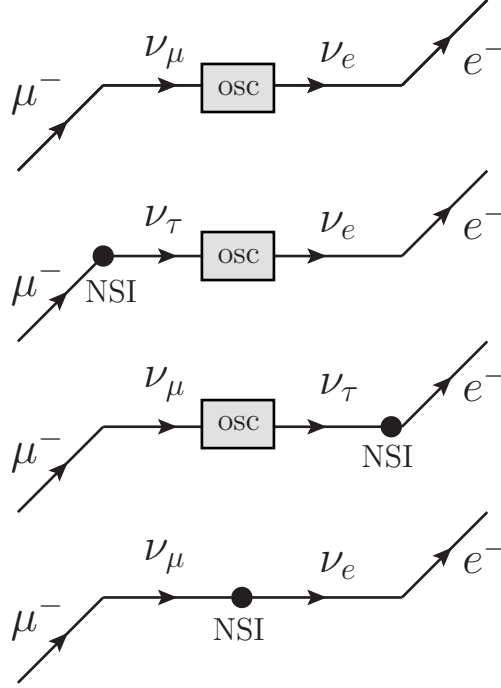 μ⁻ ν_μ osc ν_e e⁻
μ⁻ NSI ν_τ osc ν_e e⁻
μ⁻ ν_μ osc ν_τ NSI e⁻
μ⁻ ν_μ NSI ν_e e⁻